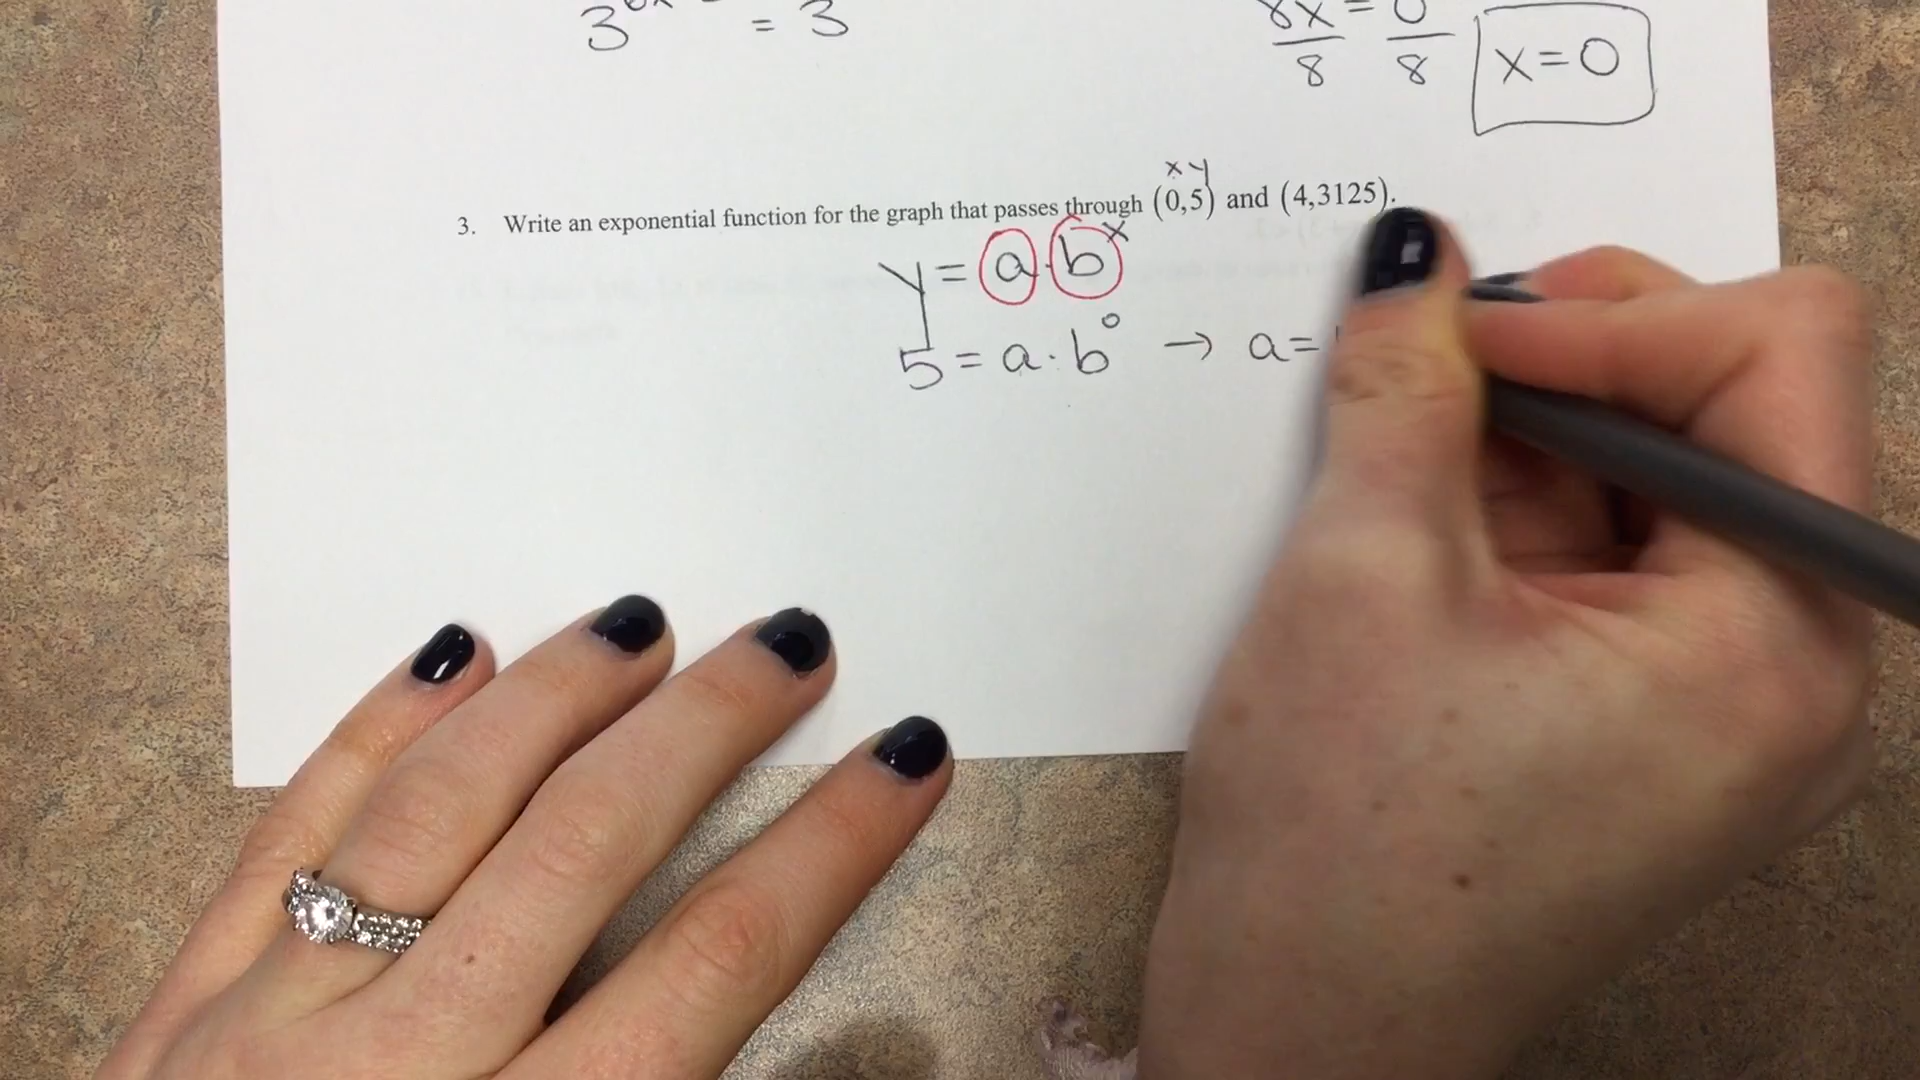 3 = 3
8x = 0
8 8
x=0
x y
3. Write an exponential function for the graph that passes through (0,5) and (4,3125).
y = a·b^x
5 = a·b^0 → a=